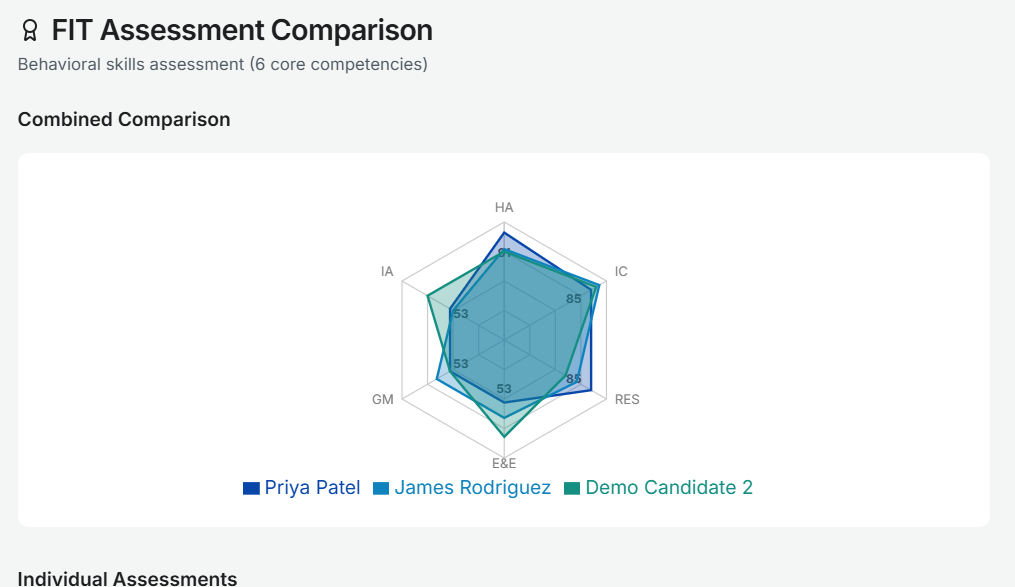 FIT Assessment Comparison
Behavioral skills assessment (6 core competencies)
Combined Comparison
HA
91
IA
IC
85
53
53
85
53
GM
RES
E&E
Priya Patel James Rodriguez Demo Candidate 2
Individual Assessments